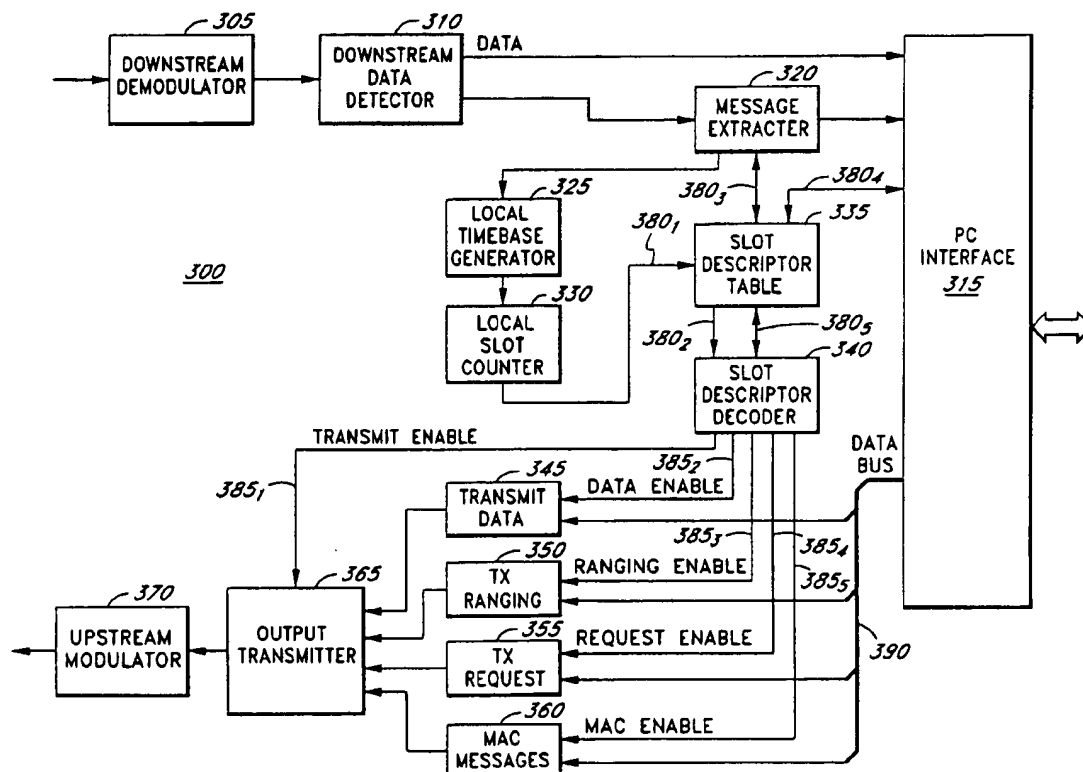 305
DOWNSTREAM
DEMODULATOR
310
DOWNSTREAM
DATA
DETECTOR
DATA
320
MESSAGE
EXTRACTER
PC
INTERFACE
315
380₃
380₄
325
LOCAL
TIMEBASE
GENERATOR
380₁
335
SLOT
DESCRIPTOR
TABLE
300
330
LOCAL
SLOT
COUNTER
380₂
380₅
340
SLOT
DESCRIPTOR
DECODER
TRANSMIT ENABLE
385₁
385₂
DATA
BUS
345
TRANSMIT
DATA
DATA ENABLE
385₃
385₄
385₅
350
TX
RANGING
RANGING ENABLE
365
OUTPUT
TRANSMITTER
370
UPSTREAM
MODULATOR
355
TX
REQUEST
REQUEST ENABLE
390
360
MAC
MESSAGES
MAC ENABLE